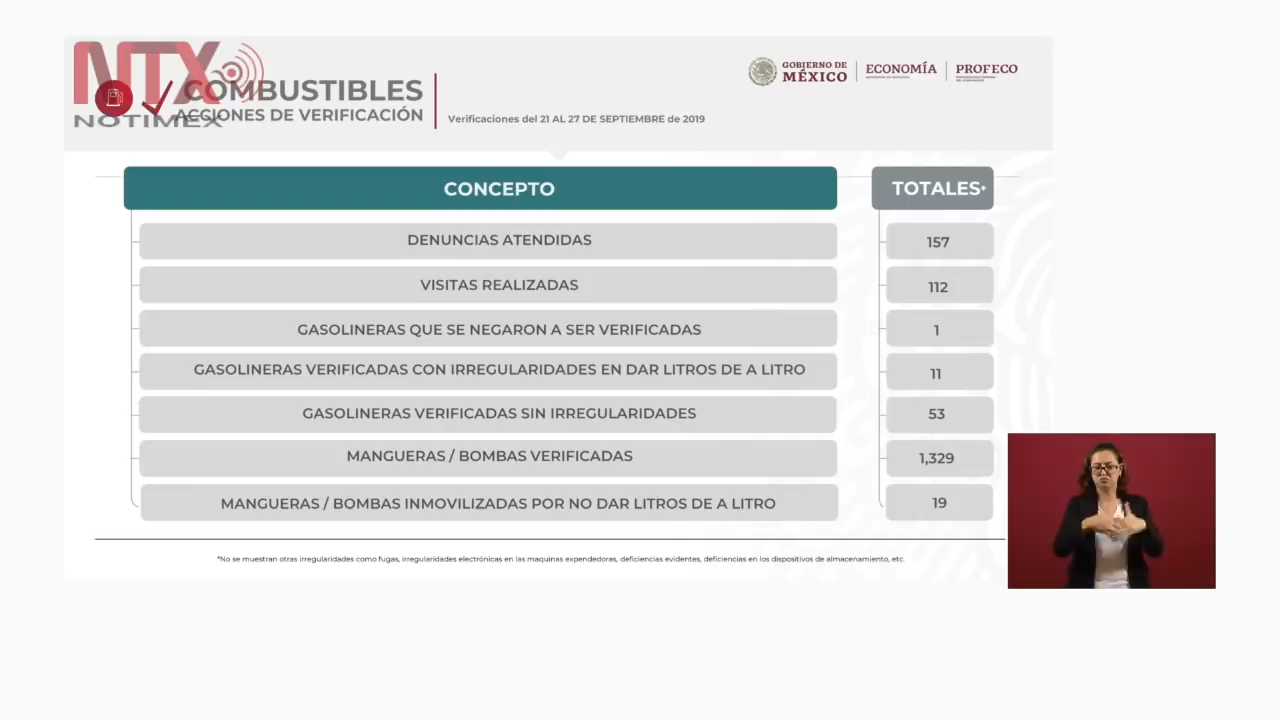 NTX
NOTIMEX
COMBUSTIBLES
ACCIONES DE VERIFICACIÓN
Verificaciones del 21 AL 27 DE SEPTIEMBRE de 2019
GOBIERNO DE
MÉXICO
ECONOMÍA
PROFECO
CONCEPTO TOTALES*
DENUNCIAS ATENDIDAS 157
VISITAS REALIZADAS 112
GASOLINERAS QUE SE NEGARON A SER VERIFICADAS 1
GASOLINERAS VERIFICADAS CON IRREGULARIDADES EN DAR LITROS DE A LITRO 11
GASOLINERAS VERIFICADAS SIN IRREGULARIDADES 53
MANGUERAS / BOMBAS VERIFICADAS 1,329
MANGUERAS / BOMBAS INMOVILIZADAS POR NO DAR LITROS DE A LITRO 19
*No se muestran otras irregularidades como fugas, irregularidades electrónicas en las maquinas expendedoras, deficiencias evidentes, deficiencias en los dispositivos de almacenamiento, etc.